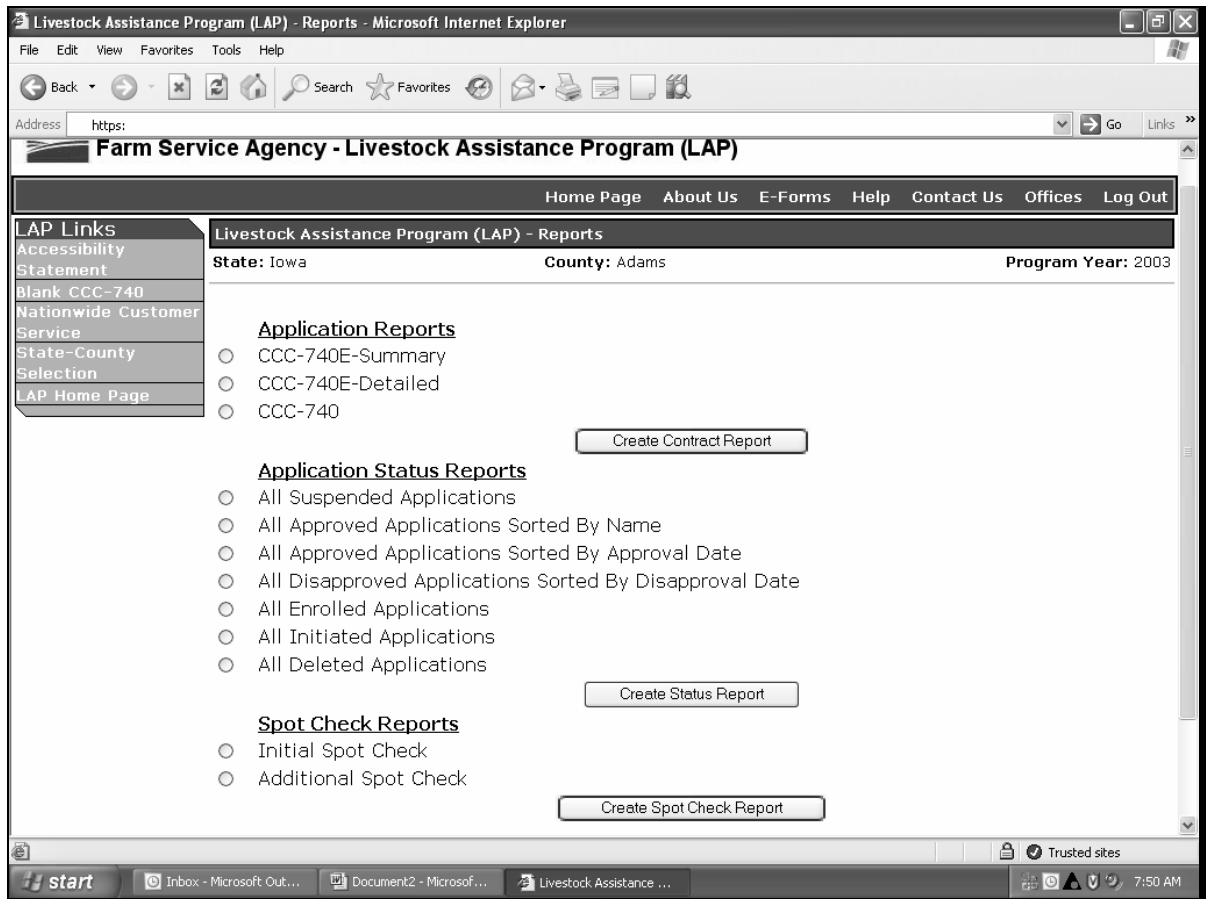 Livestock Assistance Program (LAP) - Reports - Microsoft Internet Explorer
File Edit View Favorites Tools Help
Back Search Favorites
Address https: Go Links »
Farm Service Agency - Livestock Assistance Program (LAP)
Home Page About Us E-Forms Help Contact Us Offices Log Out
LAP Links
Accessibility
Statement
Blank CCC-740
Nationwide Customer
Service
State-County
Selection
LAP Home Page
Livestock Assistance Program (LAP) - Reports
State: Iowa County: Adams Program Year: 2003
Application Reports
CCC-740E-Summary
CCC-740E-Detailed
CCC-740
Create Contract Report
Application Status Reports
All Suspended Applications
All Approved Applications Sorted By Name
All Approved Applications Sorted By Approval Date
All Disapproved Applications Sorted By Disapproval Date
All Enrolled Applications
All Initiated Applications
All Deleted Applications
Create Status Report
Spot Check Reports
Initial Spot Check
Additional Spot Check
Create Spot Check Report
Trusted sites
start Inbox - Microsoft Out... Document2 - Microsof... Livestock Assistance ... 7:50 AM